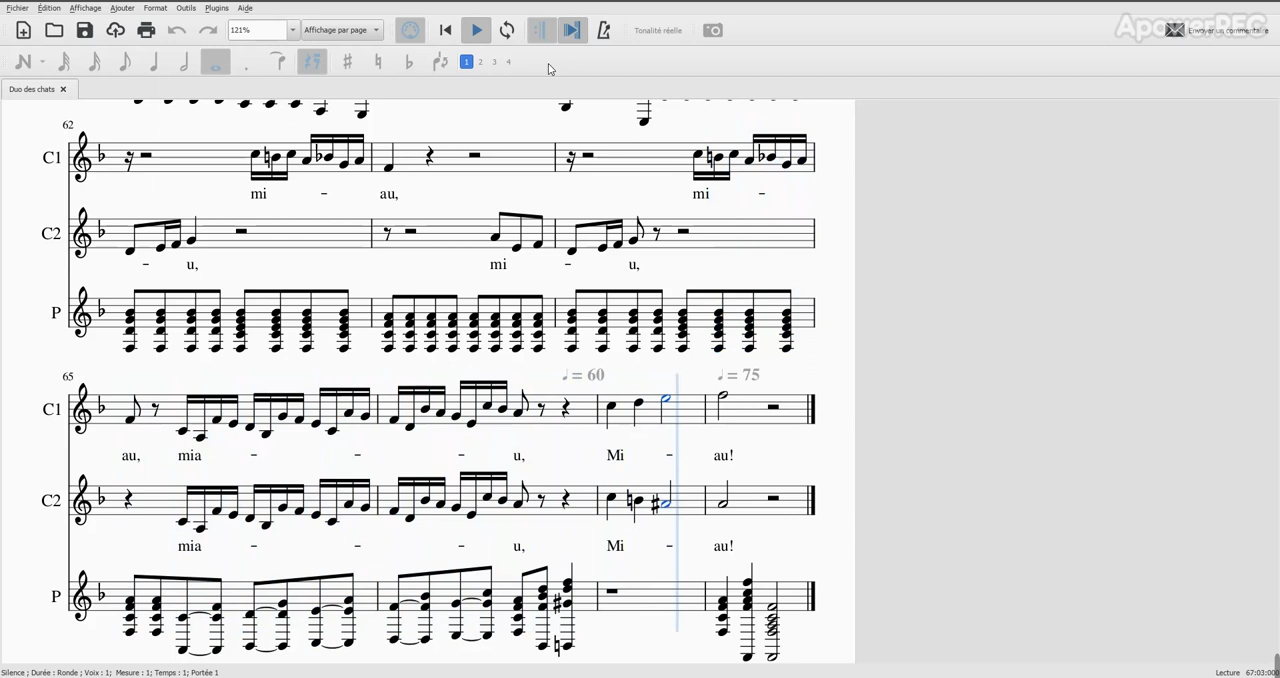 Fichier Édition Affichage Ajouter Format Outils Plugins Aide
121% Affichage par page Tonalité réelle Envoyer un commentaire
ApowerREC
1 2 3 4
Duo des chats
62
C1
mi - au, mi -
C2
- u, mi - u,
P
65 ♩ = 60 ♩ = 75
C1
au, mia - - - u, Mi - au!
C2
mia - - - u, Mi - au!
P
Silence ; Durée : Ronde ; Voix : 1; Mesure : 1; Temps : 1; Portée 1 Lecture 67:03:000